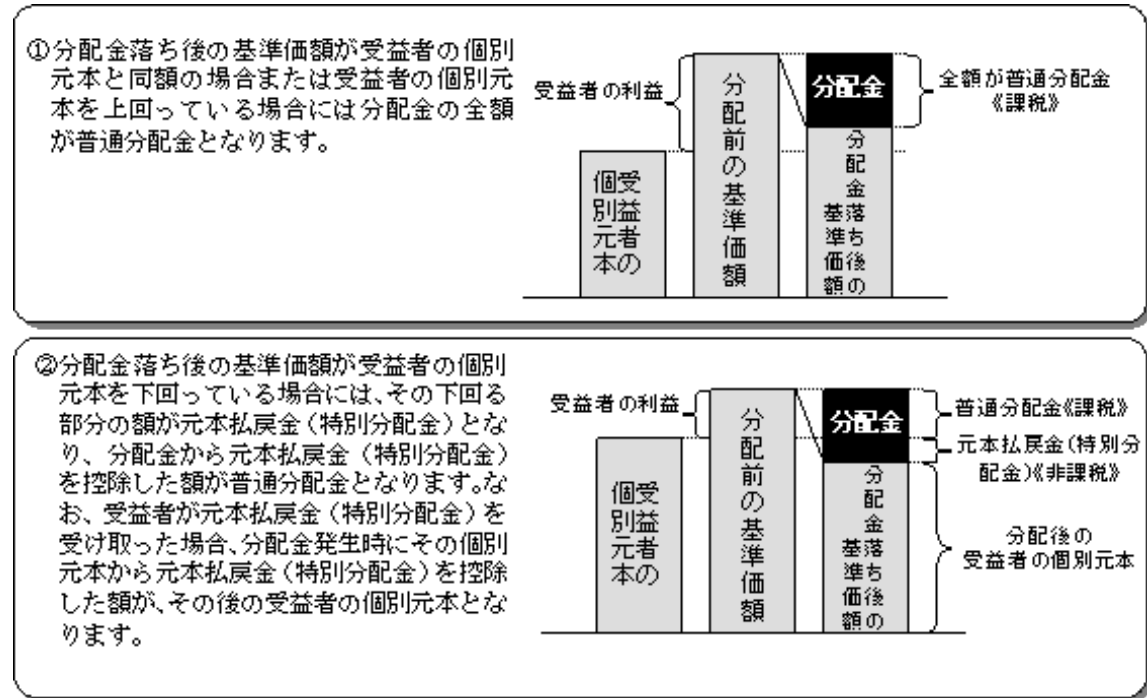 ①分配金落ち後の基準価額が受益者の個別
元本と同額の場合または受益者の個別元
本を上回っている場合には分配金の全額
が普通分配金となります。
受益者の利益
受益者の
個別元本
分配前の基準価額
分配金
分配金落ち後の
基準価額
全額が普通分配金
《課税》
②分配金落ち後の基準価額が受益者の個別
元本を下回っている場合には、その下回る
部分の額が元本払戻金（特別分配金）とな
り、分配金から元本払戻金（特別分配金）
を控除した額が普通分配金となります。な
お、受益者が元本払戻金（特別分配金）を
受け取った場合、分配金発生時にその個別
元本から元本払戻金（特別分配金）を控除
した額が、その後の受益者の個別元本とな
ります。
受益者の利益
受益者の
個別元本
分配前の基準価額
分配金
分配金落ち後の
基準価額
普通分配金《課税》
元本払戻金（特別分
配金）《非課税》
分配後の
受益者の個別元本